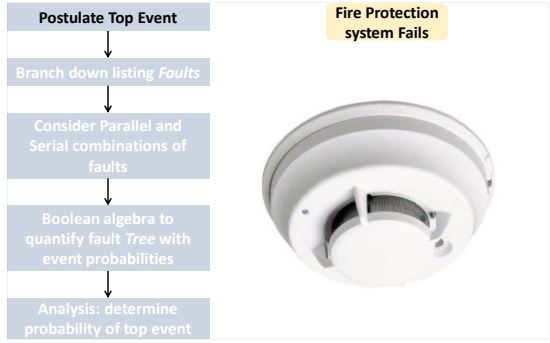 Postulate Top Event
Branch down listing Faults
Consider Parallel and
Serial combinations of
faults
Boolean algebra to
quantify fault Tree with
event probabilities
Analysis: determine
probability of top event
Fire Protection
system Fails